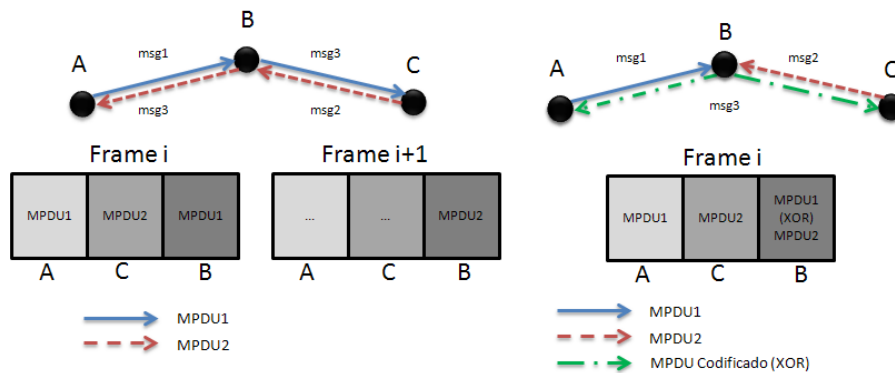 B
msg1
msg3
A
C
msg3
msg2
Frame i
Frame i+1
MPDU1
MPDU2
MPDU1
...
...
MPDU2
A
C
B
A
C
B
MPDU1
MPDU2
B
msg1
msg2
A
C
msg3
Frame i
MPDU1
MPDU2
MPDU1
(XOR)
MPDU2
A
C
B
MPDU1
MPDU2
MPDU Codificado (XOR)